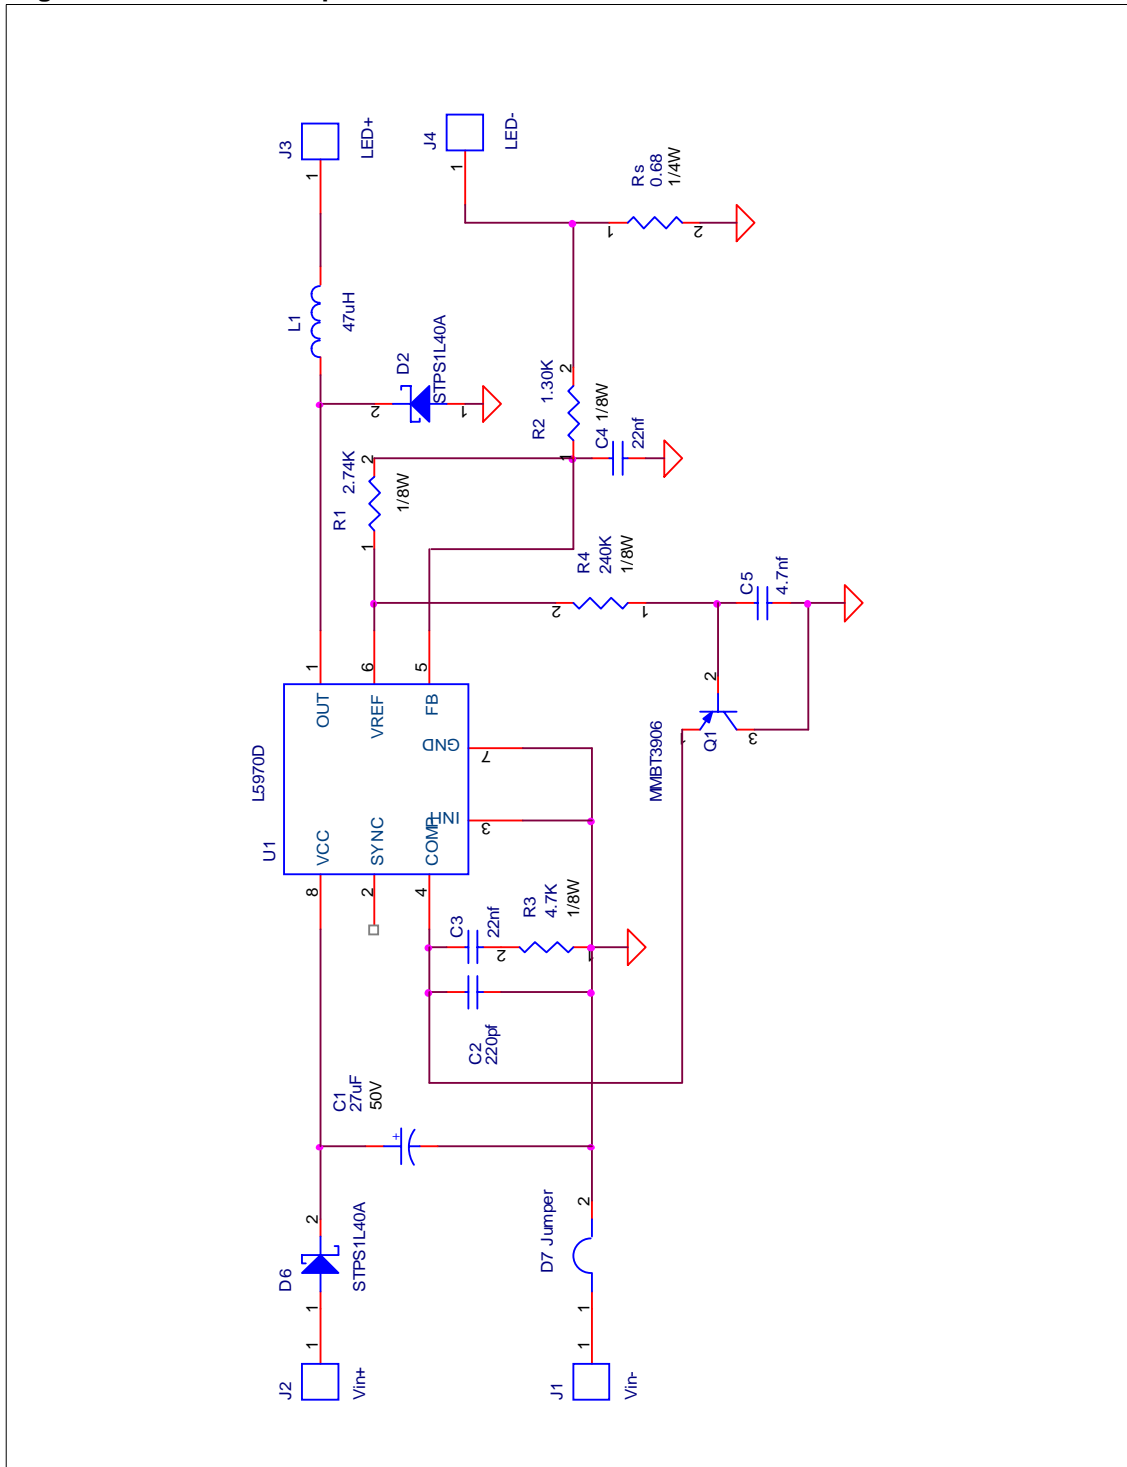 J3
LED+
1
J4
LED-
1
Rs
0.68
1/4W
1
2
L1
47uH
D2
STPS1L40A
2
1
R2
1.30K
1/8W
2
1
C4
22nf
R1
2.74K
1/8W
2
1
R4
240K
1/8W
2
1
C5
4.7nf
MMBT3906
Q1
2
1
3
U1
L5970D
OUT
1
VREF
6
FB
5
GND
7
INH
3
VCC
8
SYNC
2
COMP
4
C3
22nf
R3
4.7K
1/8W
2
1
C2
220pf
C1
27uF
50V
+
D6
STPS1L40A
2
1
D7 Jumper
2
1
J2
Vin+
1
J1
Vin-
1